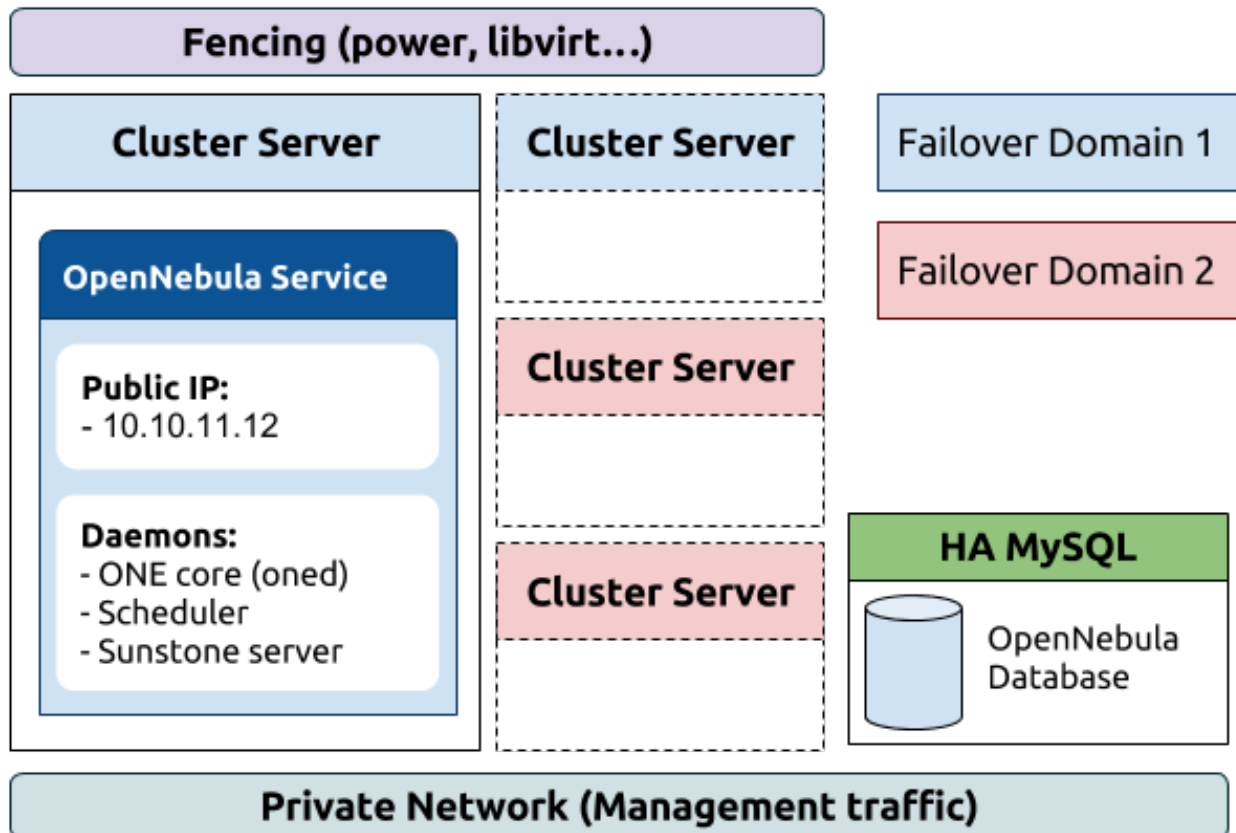 Fencing (power, libvirt...)
Cluster Server
OpenNebula Service
Public IP:
- 10.10.11.12
Daemons:
- ONE core (oned)
- Scheduler
- Sunstone server
Cluster Server
Cluster Server
Cluster Server
Failover Domain 1
Failover Domain 2
HA MySQL
OpenNebula
Database
Private Network (Management traffic)